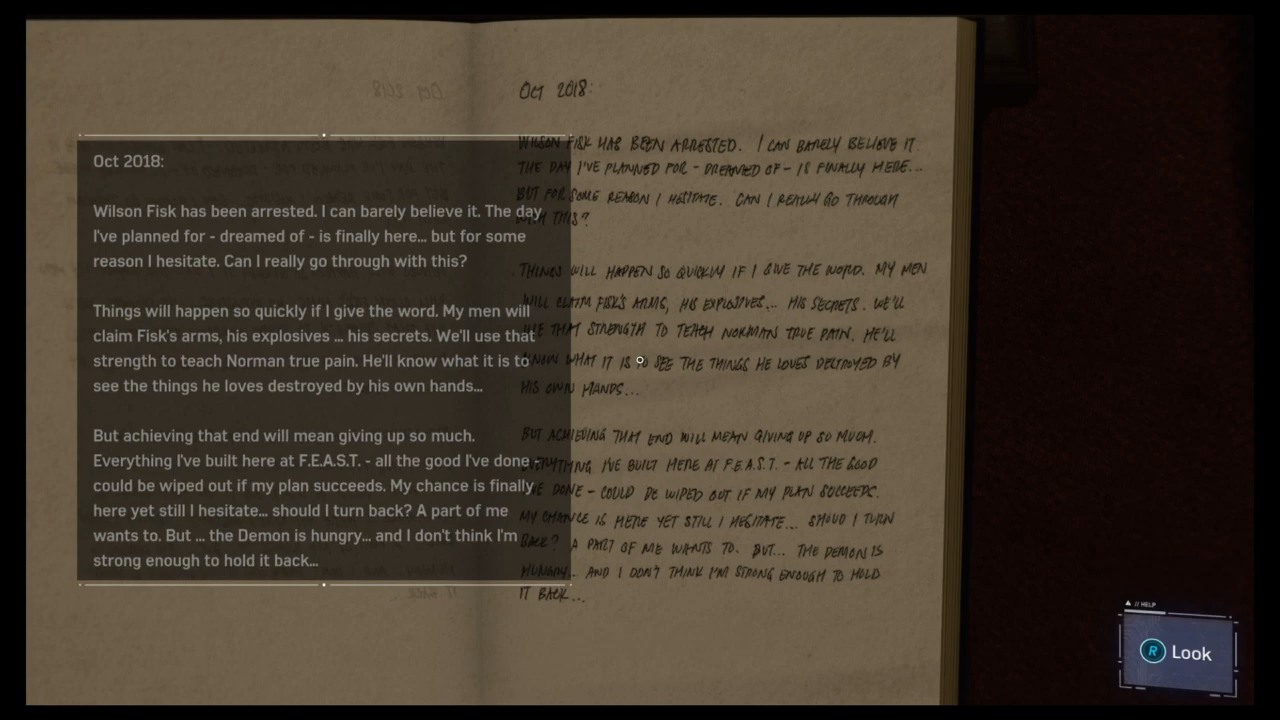 Oct 2018:
Wilson Fisk has been arrested. I can barely believe it. The day
I've planned for - dreamed of - is finally here... but for some
reason I hesitate. Can I really go through with this?
Things will happen so quickly if I give the word. My men will
claim Fisk's arms, his explosives ... his secrets. We'll use that
strength to teach Norman true pain. He'll know what it is to
see the things he loves destroyed by his own hands...
But achieving that end will mean giving up so much.
Everything I've built here at F.E.A.S.T. - all the good I've done -
could be wiped out if my plan succeeds. My chance is finally
here yet still I hesitate... should I turn back? A part of me
wants to. But ... the Demon is hungry... and I don't think I'm
strong enough to hold it back...
OCT 2018:
WILSON FISK HAS BEEN ARRESTED. I CAN BARELY BELIEVE IT.
THE DAY I'VE PLANNED FOR - DREAMED OF - IS FINALLY HERE...
BUT FOR SOME REASON I HESITATE. CAN I REALLY GO THROUGH
WITH THIS?
THINGS WILL HAPPEN SO QUICKLY IF I GIVE THE WORD. MY MEN
WILL CLAIM FISK'S ARMS, HIS EXPLOSIVES... HIS SECRETS. WE'LL
USE THAT STRENGTH TO TEACH NORMAN TRUE PAIN. HE'LL
KNOW WHAT IT IS TO SEE THE THINGS HE LOVES DESTROYED BY
HIS OWN HANDS...
BUT ACHIEVING THAT END WILL MEAN GIVING UP SO MUCH.
EVERYTHING I'VE BUILT HERE AT F.E.A.S.T. - ALL THE GOOD
I'VE DONE - COULD BE WIPED OUT IF MY PLAN SUCCEEDS.
MY CHANCE IS HERE YET STILL I HESITATE... SHOUD I TURN
BACK? A PART OF ME WANTS TO. BUT... THE DEMON IS
HUNGRY... AND I DON'T THINK I'M STRONG ENOUGH TO HOLD
IT BACK...
// HELP
R Look